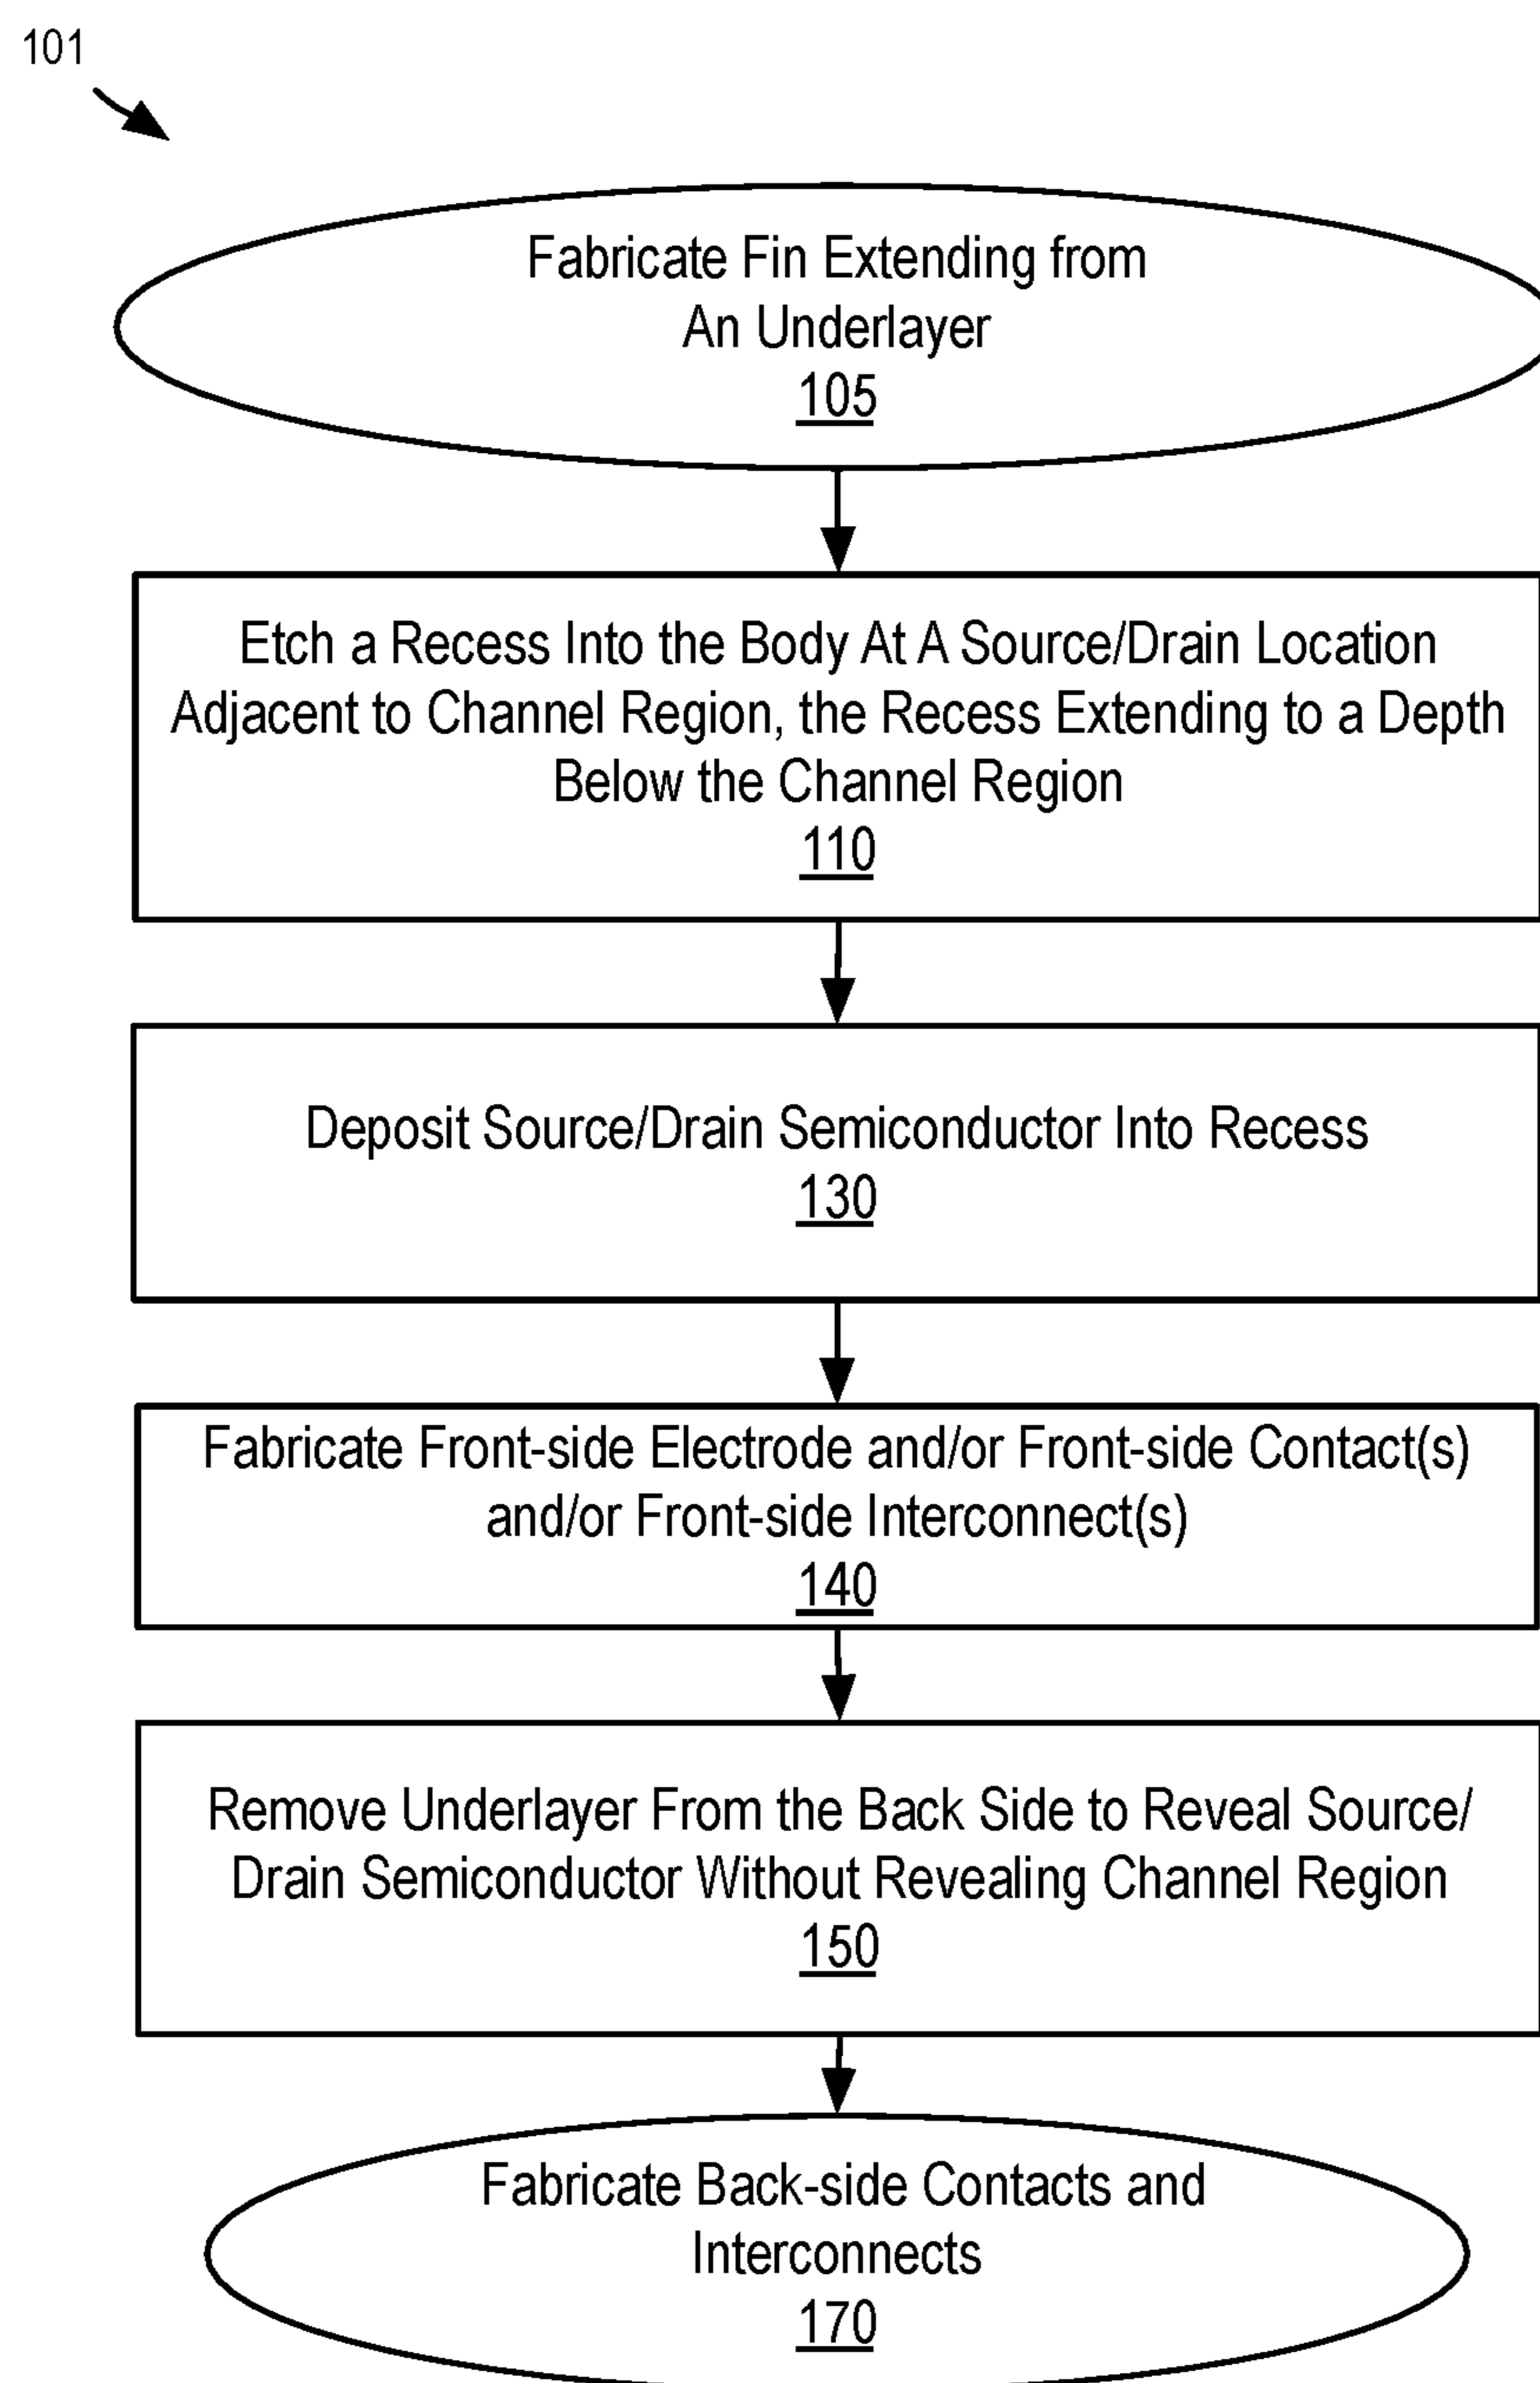 101
Fabricate Fin Extending from
An Underlayer
105
Etch a Recess Into the Body At A Source/Drain Location
Adjacent to Channel Region, the Recess Extending to a Depth
Below the Channel Region
110
Deposit Source/Drain Semiconductor Into Recess
130
Fabricate Front-side Electrode and/or Front-side Contact(s)
and/or Front-side Interconnect(s)
140
Remove Underlayer From the Back Side to Reveal Source/
Drain Semiconductor Without Revealing Channel Region
150
Fabricate Back-side Contacts and
Interconnects
170